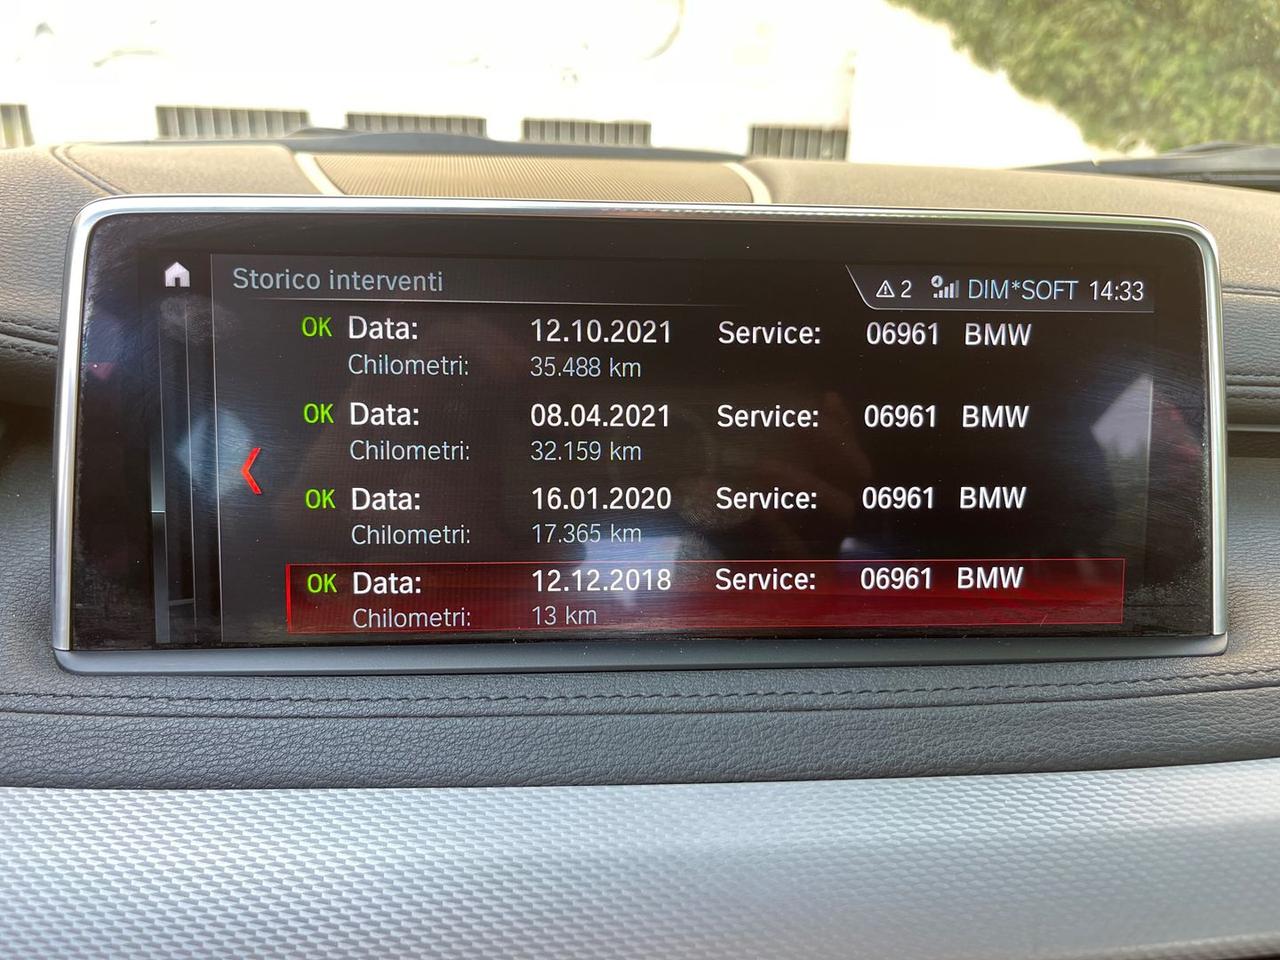 Storico interventi
2 DIM*SOFT 14:33
OK Data: 12.10.2021 Service: 06961 BMW
Chilometri: 35.488 km
OK Data: 08.04.2021 Service: 06961 BMW
Chilometri: 32.159 km
OK Data: 16.01.2020 Service: 06961 BMW
Chilometri: 17.365 km
OK Data: 12.12.2018 Service: 06961 BMW
Chilometri: 13 km